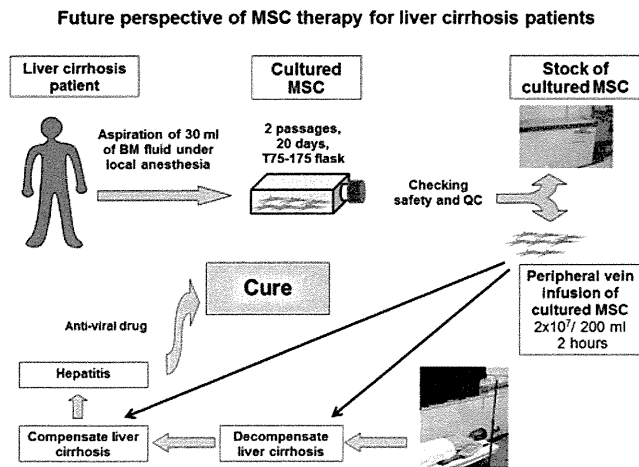 Future perspective of MSC therapy for liver cirrhosis patients
Liver cirrhosis
patient
Cultured
MSC
Stock of
cultured MSC
Aspiration of 30 ml
of BM fluid under
local anesthesia
2 passages,
20 days,
T75-175 flask
Checking
safety and QC
Peripheral vein
infusion of
cultured MSC
2x10⁷/ 200 ml
2 hours
Cure
Anti-viral drug
Hepatitis
Compensate liver
cirrhosis
Decompensate
liver cirrhosis